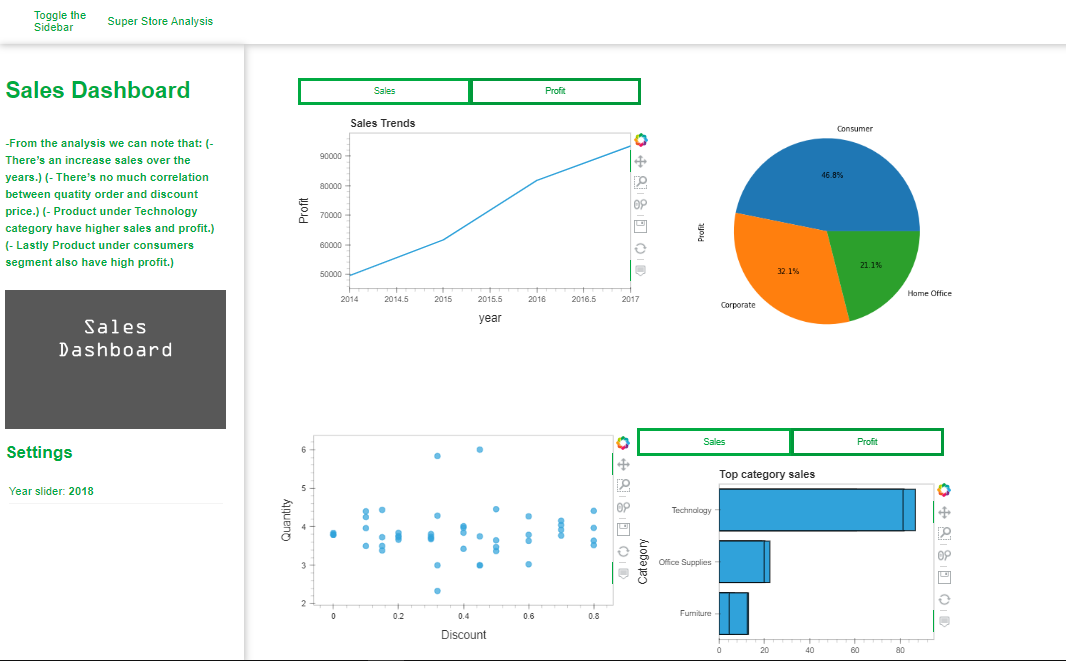 Toggle the
Sidebar
Super Store Analysis
Sales Dashboard
-From the analysis we can note that: (-
There's an increase sales over the
years.) (- There's no much correlation
between quatity order and discount
price.) (- Product under Technology
category have higher sales and profit.)
(- Lastly Product under consumers
segment also have high profit.)
Sales
Dashboard
Settings
Year slider: 2018
Sales
Profit
Sales Trends
Profit
90000
80000
70000
60000
50000
2014
2014.5
2015
2015.5
2016
2016.5
2017
year
Consumer
46.8%
Profit
32.1%
21.1%
Corporate
Home Office
Quantity
6
5
4
3
2
0
0.2
0.4
0.6
0.8
Discount
Sales
Profit
Top category sales
Category
Technology
Office Supplies
Furniture
0
20
40
60
80